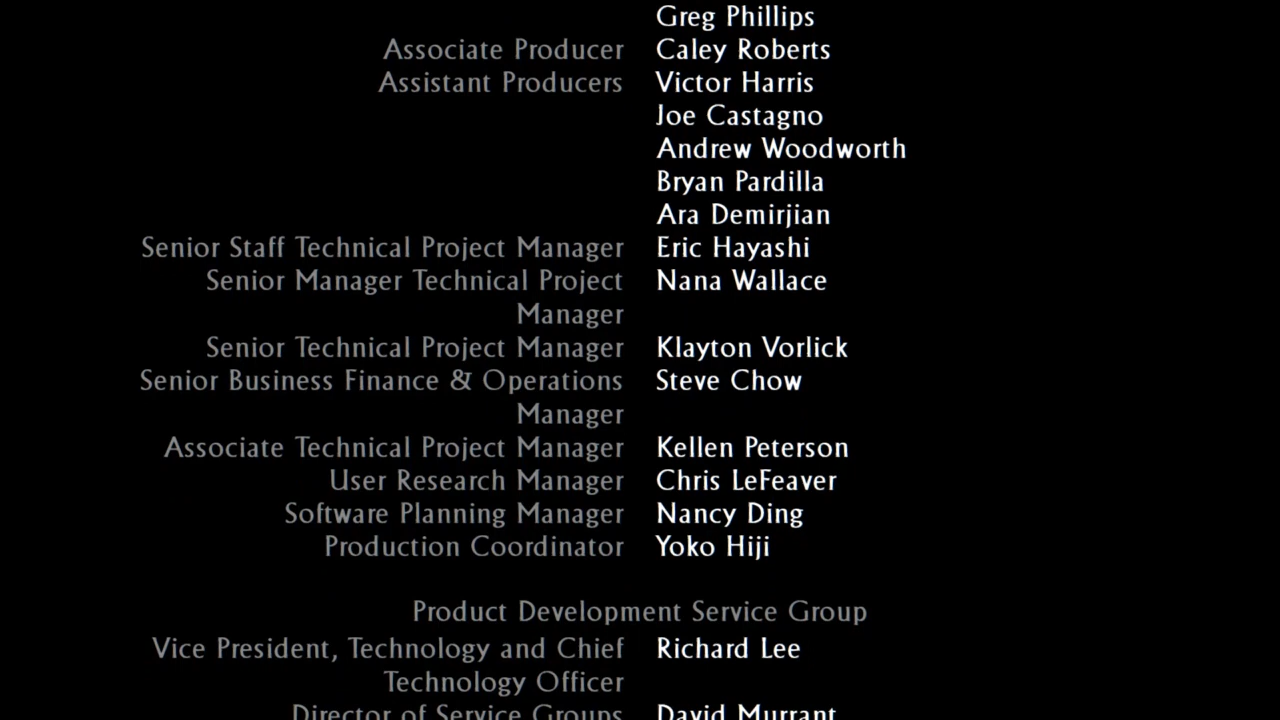 Greg Phillips
Associate Producer Caley Roberts
Assistant Producers Victor Harris
Joe Castagno
Andrew Woodworth
Bryan Pardilla
Ara Demirjian
Senior Staff Technical Project Manager Eric Hayashi
Senior Manager Technical Project Nana Wallace
Manager
Senior Technical Project Manager Klayton Vorlick
Senior Business Finance & Operations Steve Chow
Manager
Associate Technical Project Manager Kellen Peterson
User Research Manager Chris LeFeaver
Software Planning Manager Nancy Ding
Production Coordinator Yoko Hiji
Product Development Service Group
Vice President, Technology and Chief Richard Lee
Technology Officer
Director of Service Groups David Murrant